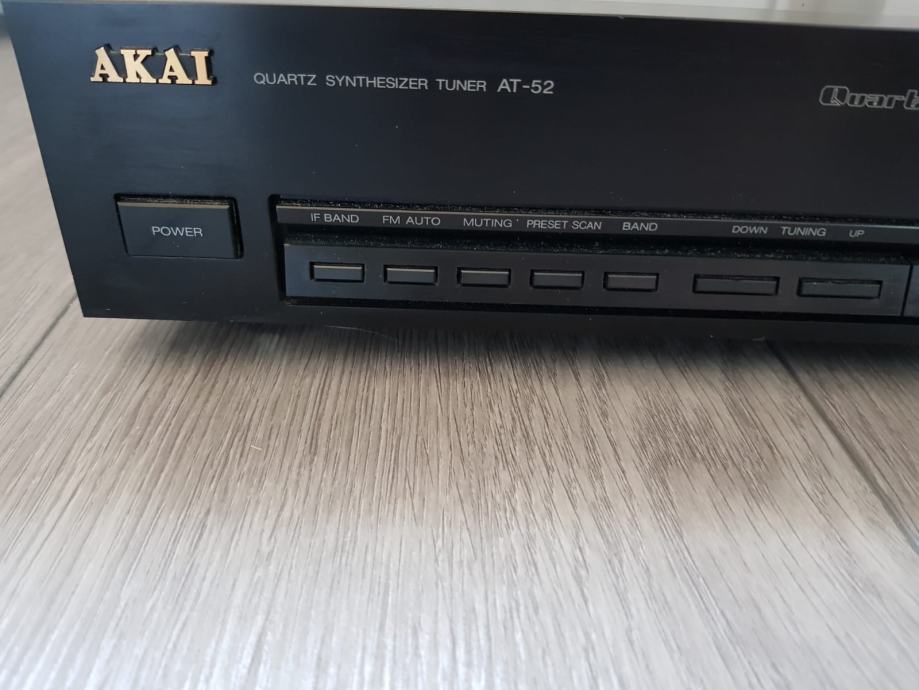 AKAI
QUARTZ SYNTHESIZER TUNER AT-52
POWER
IF BAND FM AUTO MUTING PRESET SCAN BAND DOWN TUNING UP